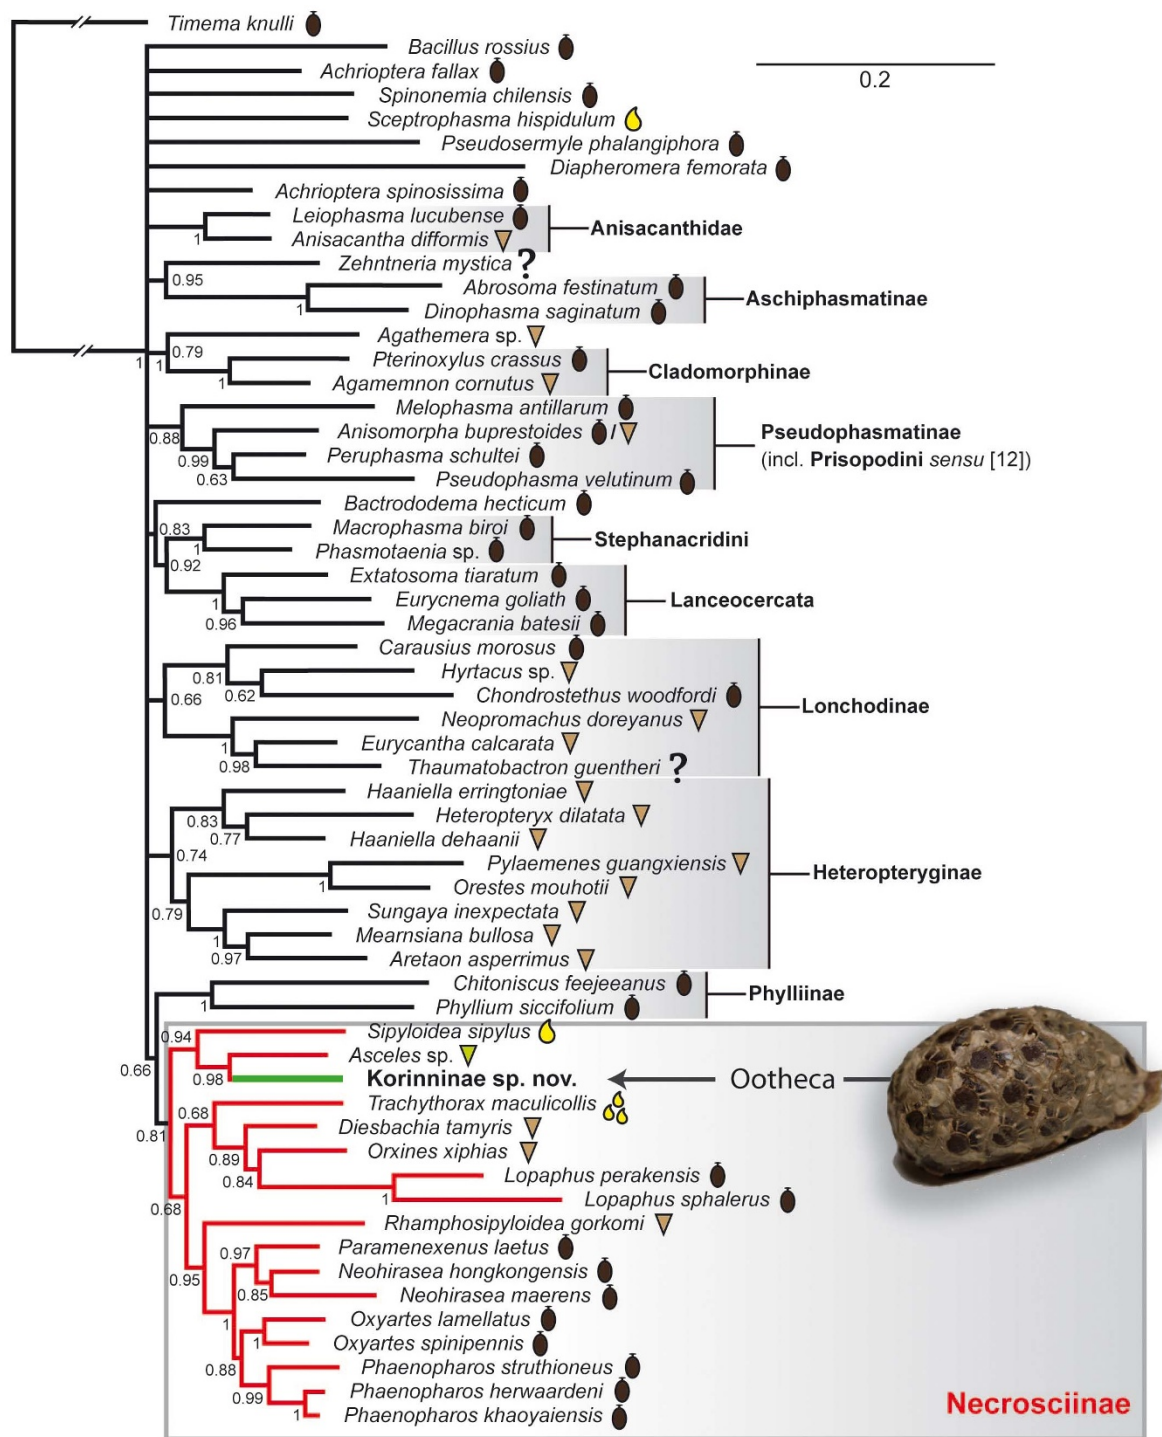 Timema knulli
Bacillus rossius
Achrioptera fallax
0.2
Spinonemia chilensis
Sceptrophasma hispidulum
Pseudosermyle phalangiphora
Diapheromera femorata
Achrioptera spinosissima
Leiophasma lucubense
Anisacanthidae
1
Anisacantha difformis
Zehntneria mystica ?
0.95
Abrosoma festinatum
Aschiphasmatinae
1
Dinophasma saginatum
Agathemera sp.
0.79
1
1
Pterinoxylus crassus
Cladomorphinae
1
Agamemnon cornutus
Melophasma antillarum
0.88
Anisomorpha buprestoides /
Pseudophasmatinae
(incl. Prisopodini sensu [12])
0.99
Peruphasma schultei
0.63
Pseudophasma velutinum
Bactrododema hecticum
0.83
Macrophasma biroi
Stephanacridini
1
Phasmotaenia sp.
0.92
Extatosoma tiaratum
1
Eurycnema goliath
Lanceocercata
0.96
Megacrania batesii
Carausius morosus
0.81
Hyrtacus sp.
0.62
Chondrostethus woodfordi
0.66
Lonchodinae
Neopromachus doreyanus
1
Eurycantha calcarata
0.98
Thaumatobactron guentheri ?
Haaniella erringtoniae
0.83
Heteropteryx dilatata
0.77
Haaniella dehaanii
0.74
Pylaemenes guangxiensis
Heteropteryginae
1
Orestes mouhotii
0.79
Sungaya inexpectata
1
Mearnsiana bullosa
0.97
Aretaon asperrimus
Chitoniscus feejeeanus
Phylliinae
1
Phyllium siccifolium
0.94
Sipyloidea sipylus
Asceles sp.
0.66
0.98
Korinninae sp. nov.
Ootheca
0.68
Trachythorax maculicollis
0.81
Diesbachia tamyris
0.89
Orxines xiphias
0.84
Lopaphus perakensis
1
Lopaphus sphalerus
0.68
Rhamphosipyloidea gorkomi
0.97
Paramenexenus laetus
0.95
Neohirasea hongkongensis
0.85
Neohirasea maerens
1
Oxyartes lamellatus
1
Oxyartes spinipennis
0.88
Phaenopharos struthioneus
0.99
Phaenopharos herwaardeni
1
Phaenopharos khaoyaiensis
Necrosciinae